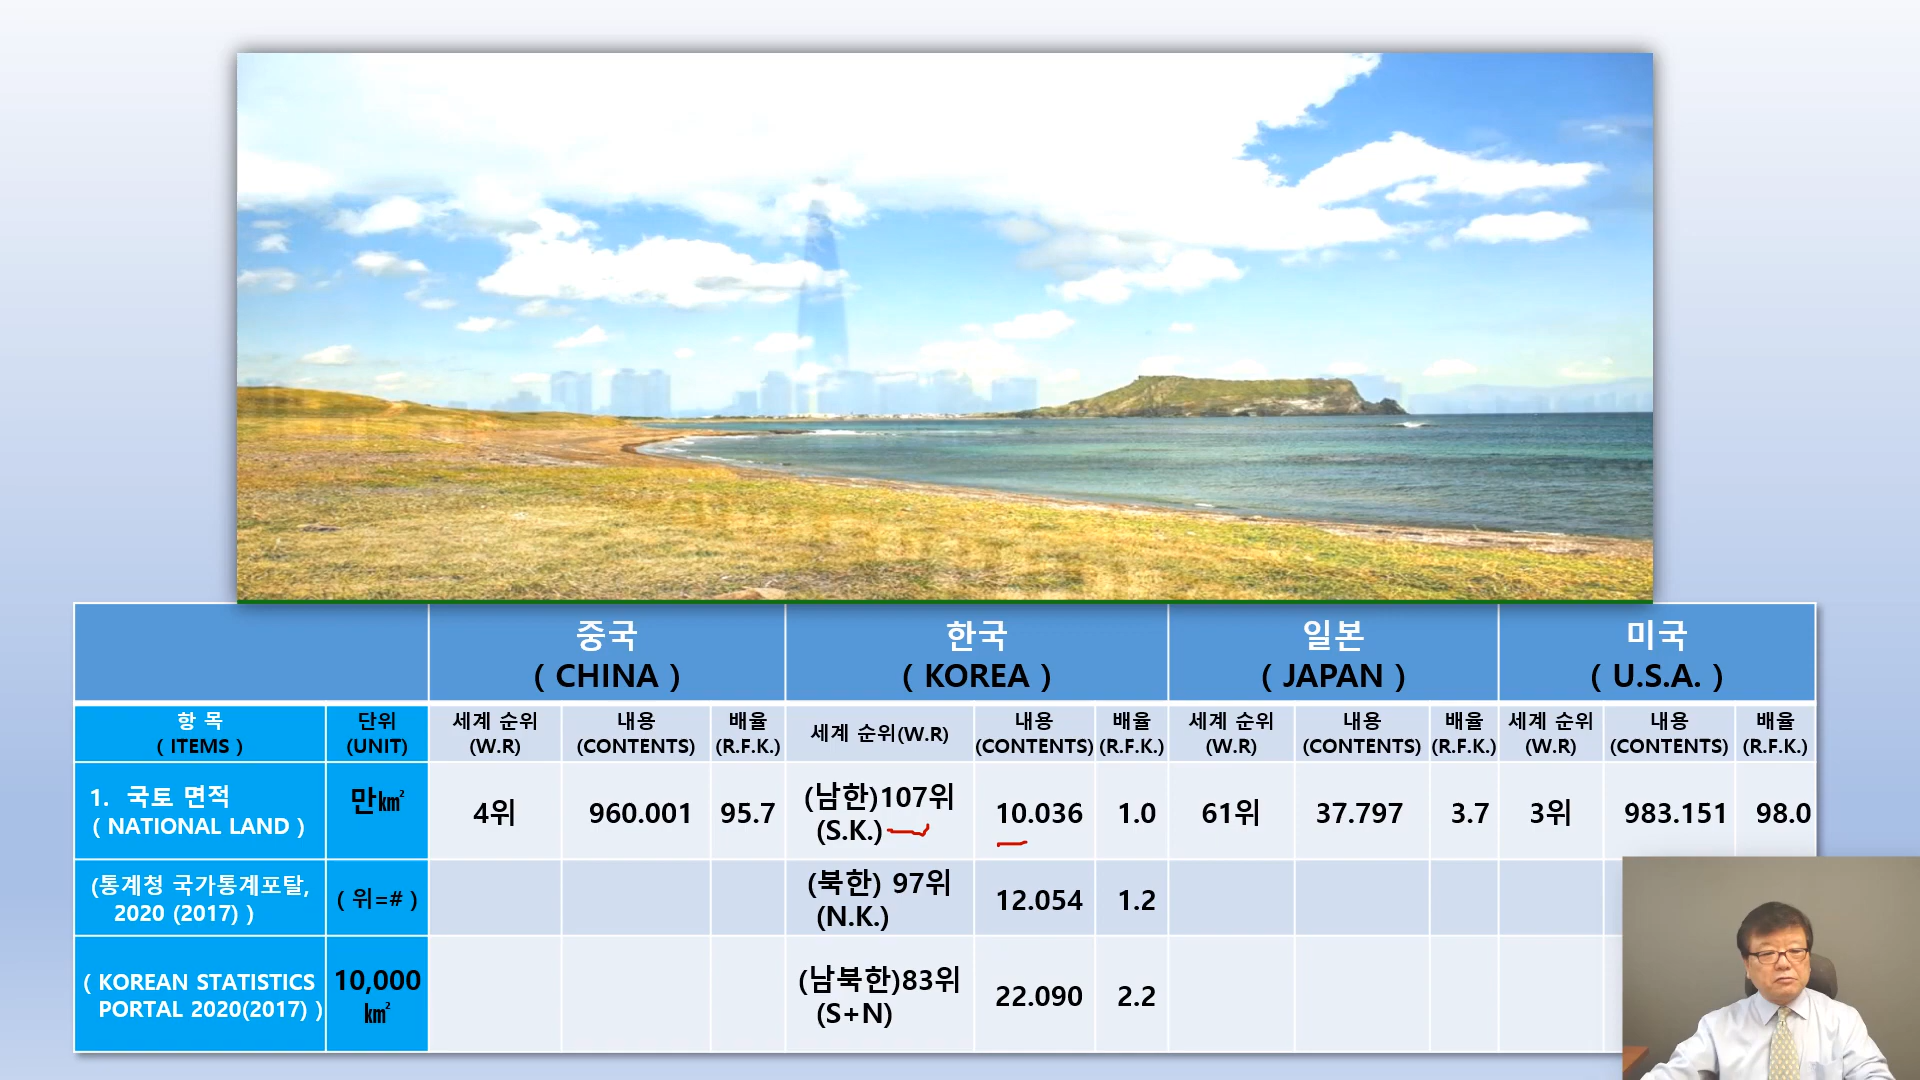 중국
( CHINA )
한국
( KOREA )
일본
( JAPAN )
미국
( U.S.A. )
항 목
( ITEMS )
단위
(UNIT)
세계 순위
(W.R)
내용
(CONTENTS)
배율
(R.F.K.)
세계 순위(W.R)
내용
(CONTENTS)
배율
(R.F.K.)
세계 순위
(W.R)
내용
(CONTENTS)
배율
(R.F.K.)
세계 순위
(W.R)
내용
(CONTENTS)
배율
(R.F.K.)
1. 국토 면적
( NATIONAL LAND )
만㎢
4위
960.001
95.7
(남한)107위
(S.K.)
10.036
1.0
61위
37.797
3.7
3위
983.151
98.0
(통계청 국가통계포탈,
2020 (2017) )
( 위=# )
(북한) 97위
(N.K.)
12.054
1.2
( KOREAN STATISTICS
PORTAL 2020(2017) )
10,000
㎢
(남북한)83위
(S+N)
22.090
2.2